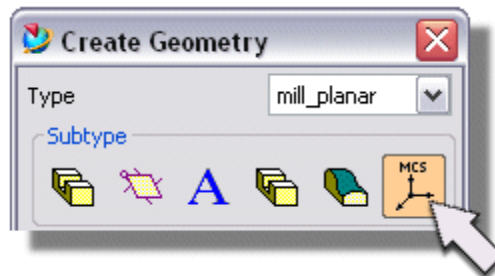 Create Geometry
Type
mill_planar
Subtype
A
MCS